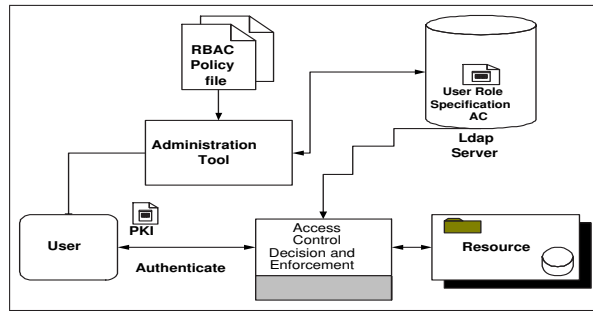 RBAC
Policy
file
User Role
Specification
AC
Ldap
Server
Administration
Tool
PKI
User
Authenticate
Access
Control
Decision and
Enforcement
Resource